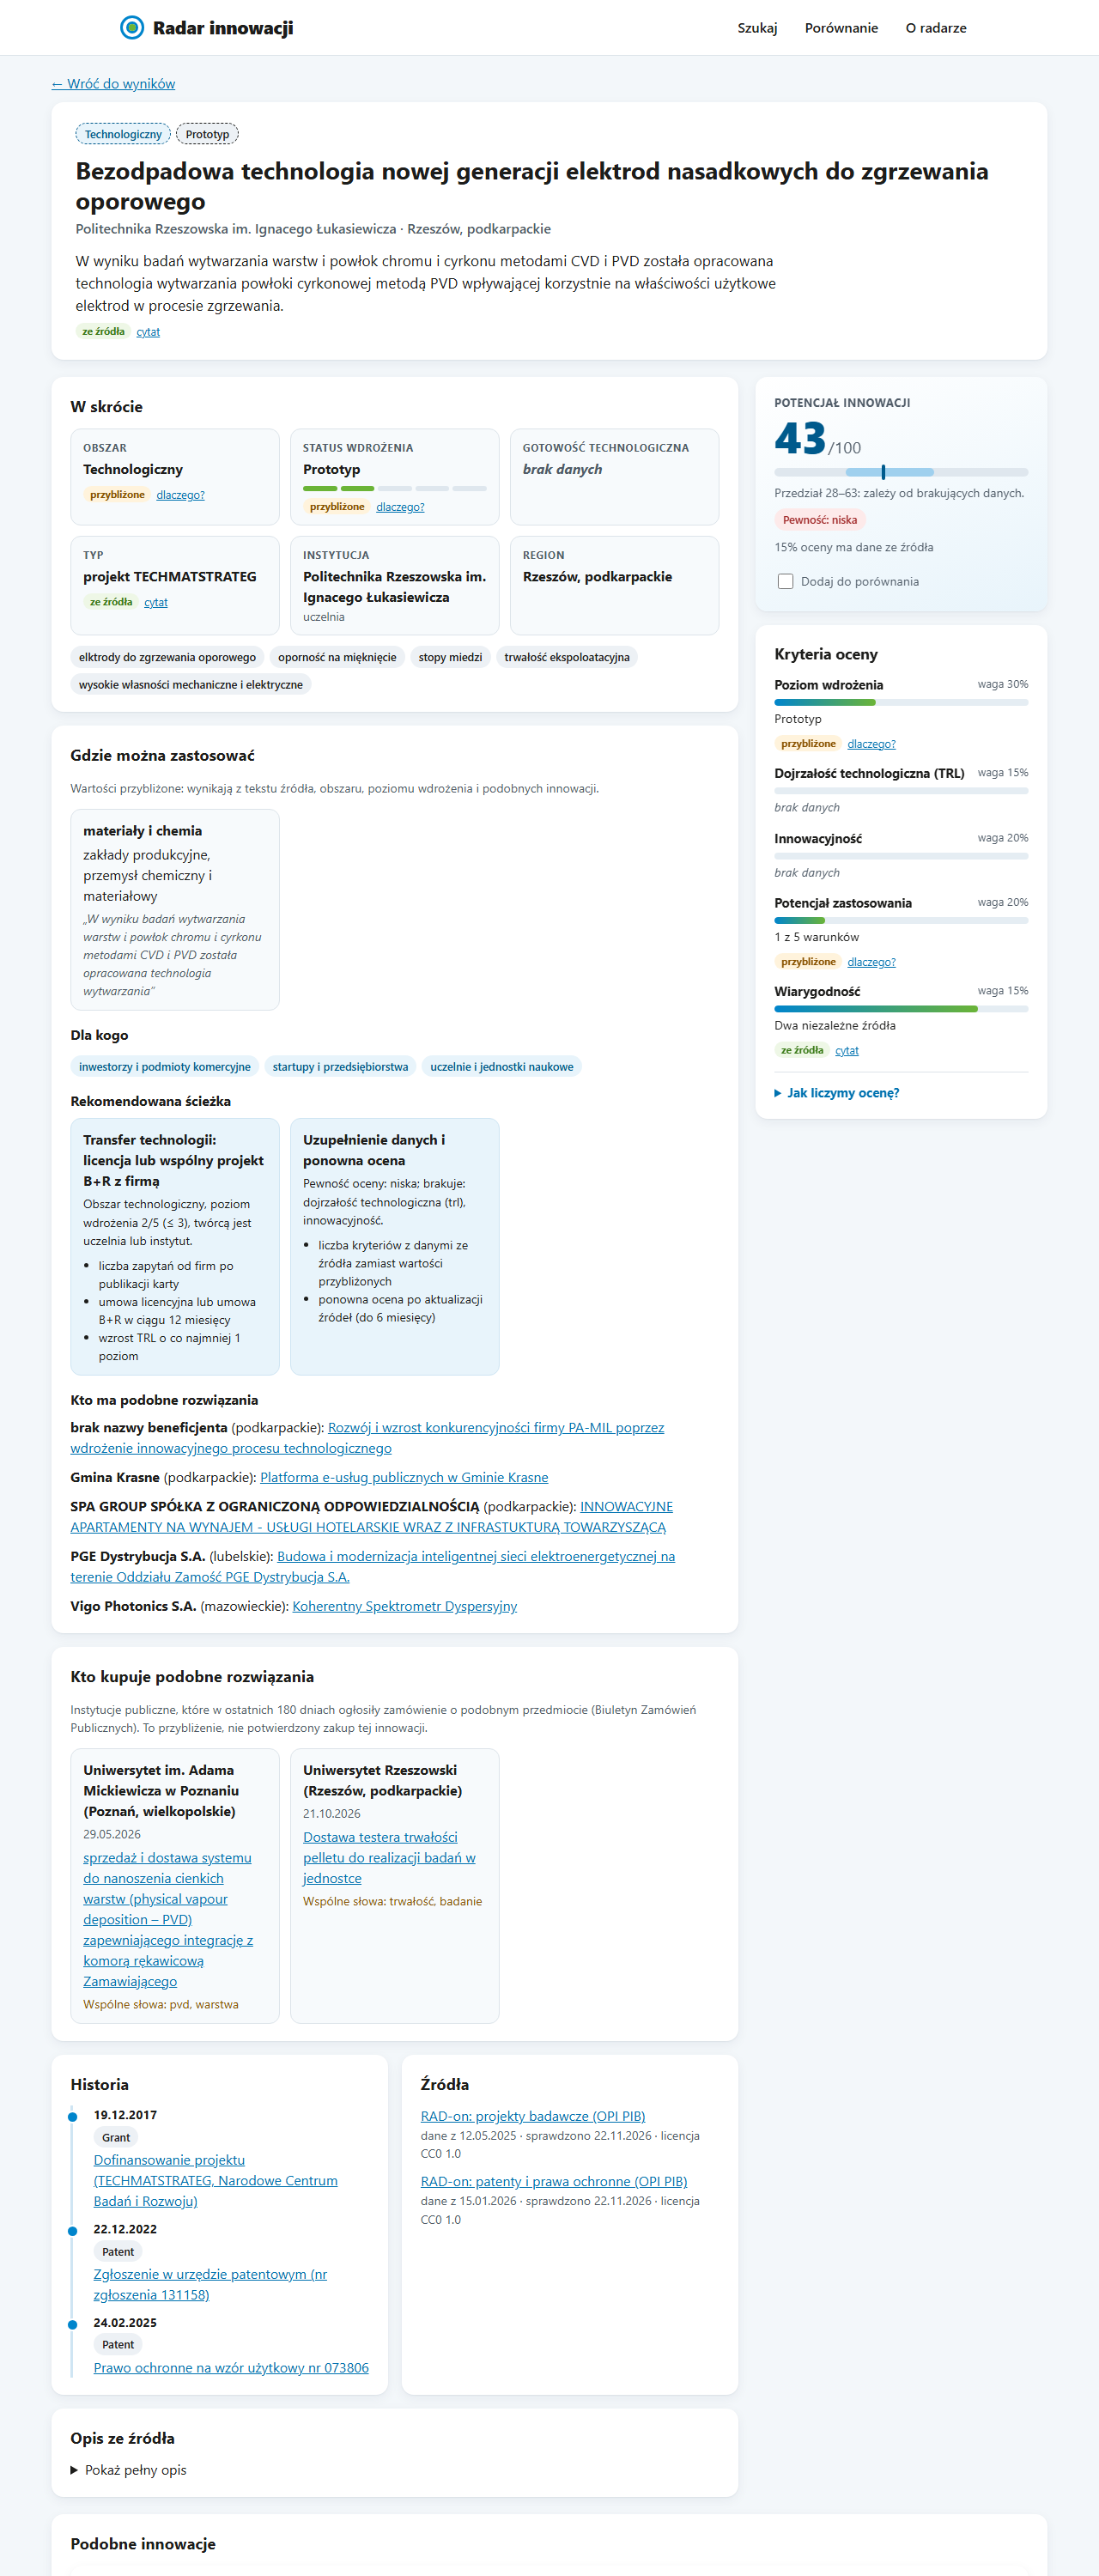 Radar innowacji
Szukaj
Porównanie
O radarze
← Wróć do wyników
Technologiczny
Prototyp
Bezodpadowa technologia nowej generacji elektrod nasadkowych do zgrzewania
oporowego
Politechnika Rzeszowska im. Ignacego Łukasiewicza · Rzeszów, podkarpackie
W wyniku badań wytwarzania warstw i powłok chromu i cyrkonu metodami CVD i PVD została opracowana
technologia wytwarzania powłoki cyrkonowej metodą PVD wpływającej korzystnie na właściwości użytkowe
elektrod w procesie zgrzewania.
ze źródła cytat
W skrócie
OBSZAR
Technologiczny
przybliżone dlaczego?
STATUS WDROŻENIA
Prototyp
przybliżone dlaczego?
GOTOWOŚĆ TECHNOLOGICZNA
brak danych
TYP
projekt TECHMATSTRATEG
ze źródła cytat
INSTYTUCJA
Politechnika Rzeszowska im.
Ignacego Łukasiewicza
uczelnia
REGION
Rzeszów, podkarpackie
elktrody do zgrzewania oporowego
oporność na mięknięcie
stopy miedzi
trwałość ekspoloatacyjna
wysokie własności mechaniczne i elektryczne
POTENCJAŁ INNOWACJI
43/100
Przedział 28–63: zależy od brakujących danych.
Pewność: niska
15% oceny ma dane ze źródła
Dodaj do porównania
Kryteria oceny
Poziom wdrożenia waga 30%
Prototyp
przybliżone dlaczego?
Dojrzałość technologiczna (TRL) waga 15%
brak danych
Innowacyjność waga 20%
brak danych
Potencjał zastosowania waga 20%
1 z 5 warunków
przybliżone dlaczego?
Wiarygodność waga 15%
Dwa niezależne źródła
ze źródła cytat
▶ Jak liczymy ocenę?
Gdzie można zastosować
Wartości przybliżone: wynikają z tekstu źródła, obszaru, poziomu wdrożenia i podobnych innowacji.
materiały i chemia
zakłady produkcyjne,
przemysł chemiczny i
materiałowy
„W wyniku badań wytwarzania
warstw i powłok chromu i cyrkonu
metodami CVD i PVD została
opracowana technologia
wytwarzania”
Dla kogo
inwestorzy i podmioty komercyjne
startupy i przedsiębiorstwa
uczelnie i jednostki naukowe
Rekomendowana ścieżka
Transfer technologii:
licencja lub wspólny projekt
B+R z firmą
Obszar technologiczny, poziom
wdrożenia 2/5 (≤ 3), twórcą jest
uczelnia lub instytut.
• liczba zapytań od firm po
publikacji karty
• umowa licencyjna lub umowa
B+R w ciągu 12 miesięcy
• wzrost TRL o co najmniej 1
poziom
Uzupełnienie danych i
ponowna ocena
Pewność oceny: niska; brakuje:
dojrzałość technologiczna (trl),
innowacyjność.
• liczba kryteriów z danymi ze
źródła zamiast wartości
przybliżonych
• ponowna ocena po aktualizacji
źródeł (do 6 miesięcy)
Kto ma podobne rozwiązania
brak nazwy beneficjenta (podkarpackie): Rozwój i wzrost konkurencyjności firmy PA-MIL poprzez
wdrożenie innowacyjnego procesu technologicznego
Gmina Krasne (podkarpackie): Platforma e-usług publicznych w Gminie Krasne
SPA GROUP SPÓŁKA Z OGRANICZONĄ ODPOWIEDZIALNOŚCIĄ (podkarpackie): INNOWACYJNE
APARTAMENTY NA WYNAJEM - USŁUGI HOTELARSKIE WRAZ Z INFRASTUKTURĄ TOWARZYSZĄCĄ
PGE Dystrybucja S.A. (lubelskie): Budowa i modernizacja inteligentnej sieci elektroenergetycznej na
terenie Oddziału Zamość PGE Dystrybucja S.A.
Vigo Photonics S.A. (mazowieckie): Koherentny Spektrometr Dyspersyjny
Kto kupuje podobne rozwiązania
Instytucje publiczne, które w ostatnich 180 dniach ogłosiły zamówienie o podobnym przedmiocie (Biuletyn Zamówień
Publicznych). To przybliżenie, nie potwierdzony zakup tej innowacji.
Uniwersytet im. Adama
Mickiewicza w Poznaniu
(Poznań, wielkopolskie)
29.05.2026
sprzedaż i dostawa systemu
do nanoszenia cienkich
warstw (physical vapour
deposition – PVD)
zapewniającego integrację z
komorą rękawicową
Zamawiającego
Wspólne słowa: pvd, warstwa
Uniwersytet Rzeszowski
(Rzeszów, podkarpackie)
21.10.2026
Dostawa testera trwałości
pelletu do realizacji badań w
jednostce
Wspólne słowa: trwałość, badanie
Historia
19.12.2017
Grant
Dofinansowanie projektu
(TECHMATSTRATEG, Narodowe Centrum
Badań i Rozwoju)
22.12.2022
Patent
Zgłoszenie w urzędzie patentowym (nr
zgłoszenia 131158)
24.02.2025
Patent
Prawo ochronne na wzór użytkowy nr 073806
Źródła
RAD-on: projekty badawcze (OPI PIB)
dane z 12.05.2025 · sprawdzono 22.11.2026 · licencja
CC0 1.0
RAD-on: patenty i prawa ochronne (OPI PIB)
dane z 15.01.2026 · sprawdzono 22.11.2026 · licencja
CC0 1.0
Opis ze źródła
▶ Pokaż pełny opis
Podobne innowacje